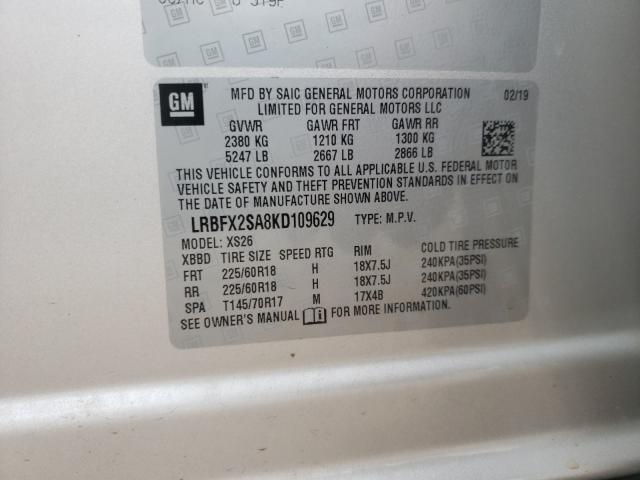 GM
MFD BY SAIC GENERAL MOTORS CORPORATION 02/19
LIMITED FOR GENERAL MOTORS LLC
GVWR GAWR FRT GAWR RR
2380 KG 1210 KG 1300 KG
5247 LB 2667 LB 2866 LB
THIS VEHICLE CONFORMS TO ALL APPLICABLE U.S. FEDERAL MOTOR
VEHICLE SAFETY AND THEFT PREVENTION STANDARDS IN EFFECT ON
THE DATE OF MANUFACTURE SHOWN ABOVE.
LRBFX2SA8KD109629 TYPE: M.P.V.
MODEL: XS26
XBBD TIRE SIZE SPEED RTG RIM COLD TIRE PRESSURE
FRT 225/60R18 H 18X7.5J 240KPA(35PSI)
RR 225/60R18 H 18X7.5J 240KPA(35PSI)
SPA T145/70R17 M 17X4B 420KPA(60PSI)
SEE OWNER'S MANUAL FOR MORE INFORMATION